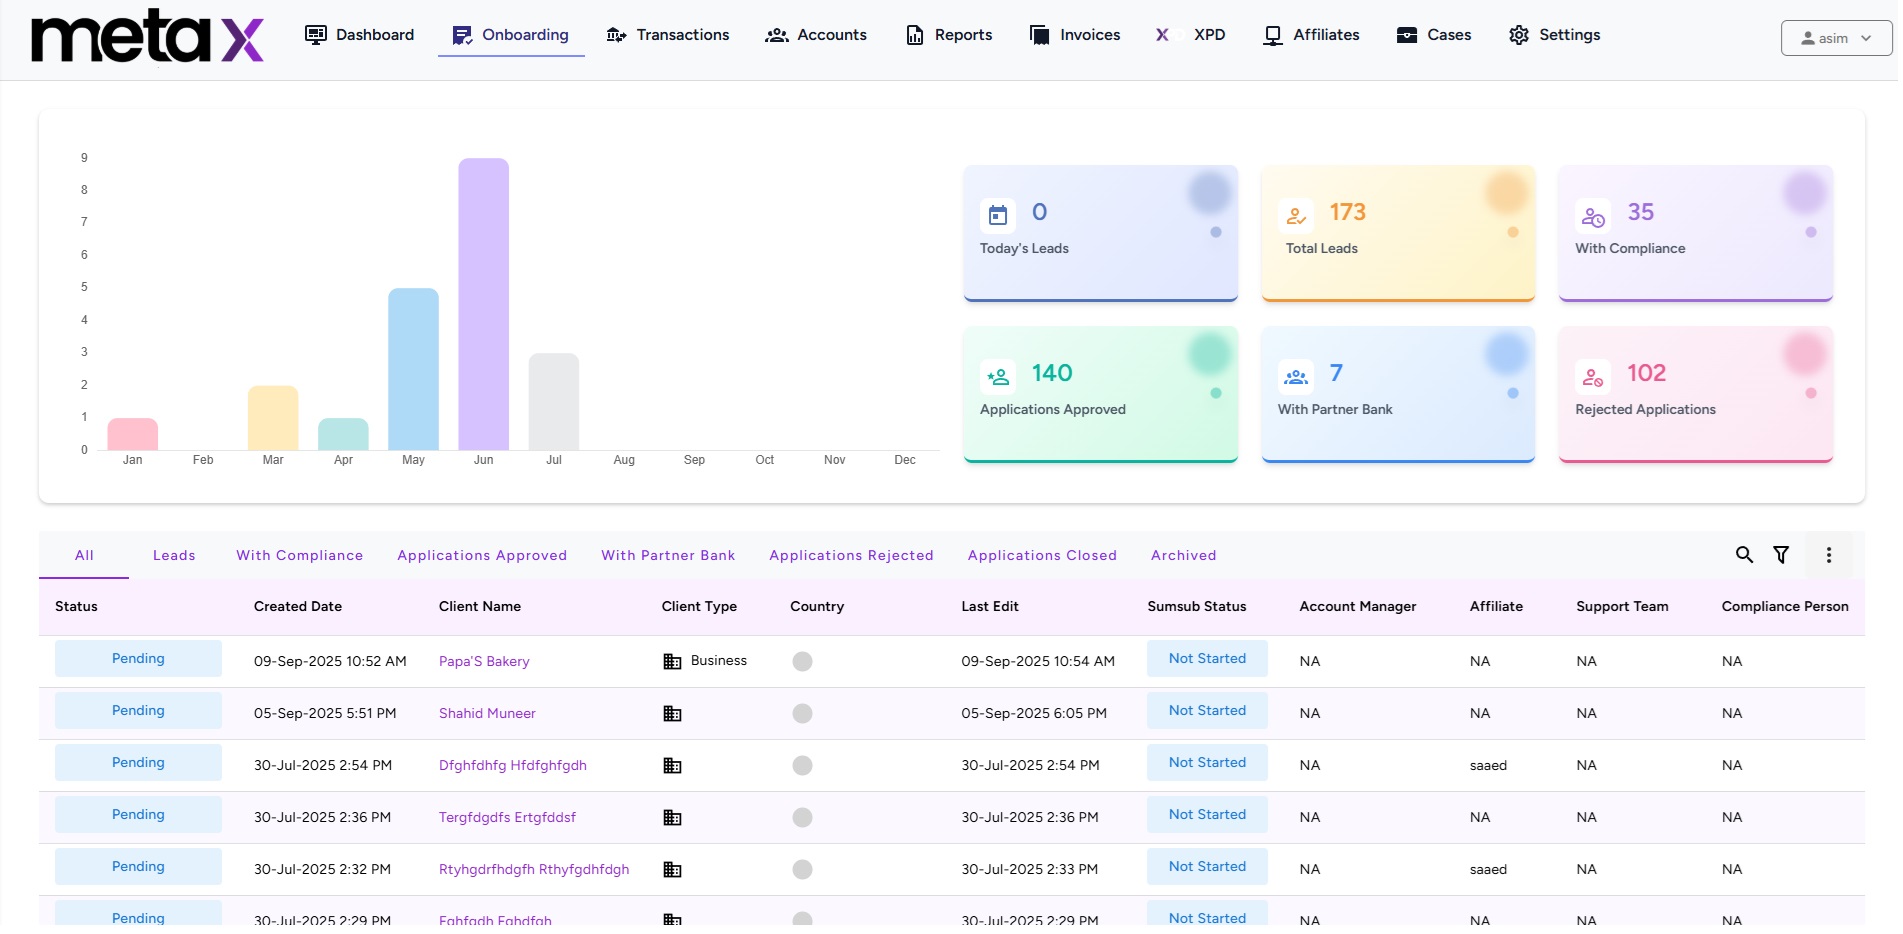 meta X
Dashboard Onboarding Transactions Accounts Reports Invoices X XPD Affiliates Cases Settings asim
9
8
7
6
5
4
3
2
1
0
Jan Feb Mar Apr May Jun Jul Aug Sep Oct Nov Dec
0
Today's Leads
173
Total Leads
35
With Compliance
140
Applications Approved
7
With Partner Bank
102
Rejected Applications
All Leads With Compliance Applications Approved With Partner Bank Applications Rejected Applications Closed Archived
Status Created Date Client Name Client Type Country Last Edit Sumsub Status Account Manager Affiliate Support Team Compliance Person
Pending 09-Sep-2025 10:52 AM Papa'S Bakery Business 09-Sep-2025 10:54 AM Not Started NA NA NA NA
Pending 05-Sep-2025 5:51 PM Shahid Muneer 05-Sep-2025 6:05 PM Not Started NA NA NA NA
Pending 30-Jul-2025 2:54 PM Dfghfdhfg Hfdfghfgdh 30-Jul-2025 2:54 PM Not Started NA saaed NA NA
Pending 30-Jul-2025 2:36 PM Tergfdgdfs Ertgfddsf 30-Jul-2025 2:36 PM Not Started NA NA NA NA
Pending 30-Jul-2025 2:32 PM Rtyhgdrfhdgfh Rthyfgdhfdgh 30-Jul-2025 2:33 PM Not Started NA saaed NA NA
Pending 30-Jul-2025 2:29 PM Fghfgdh Fghdfgh 30-Jul-2025 2:29 PM Not Started NA NA NA NA